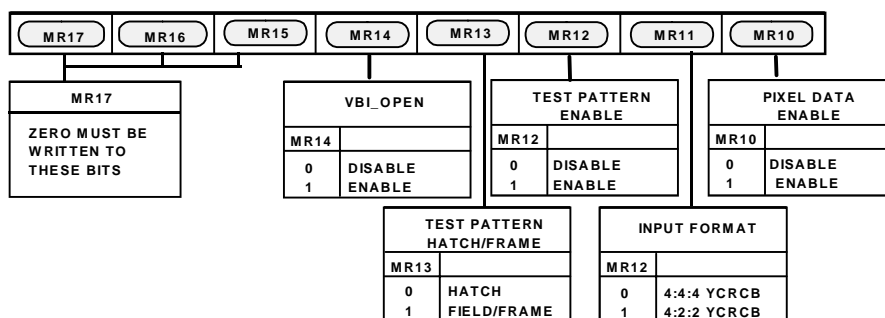 MR17 MR16 MR15 MR14 MR13 MR12 MR11 MR10
MR17
ZERO MUST BE
WRITTEN TO
THESE BITS
VBI_OPEN
MR14
0 DISABLE
1 ENABLE
TEST PATTERN
ENABLE
MR12
0 DISABLE
1 ENABLE
PIXEL DATA
ENABLE
MR10
0 DISABLE
1 ENABLE
TEST PATTERN
HATCH/FRAME
MR13
0 HATCH
1 FIELD/FRAME
INPUT FORMAT
MR12
0 4:4:4 YCRCB
1 4:2:2 YCRCB